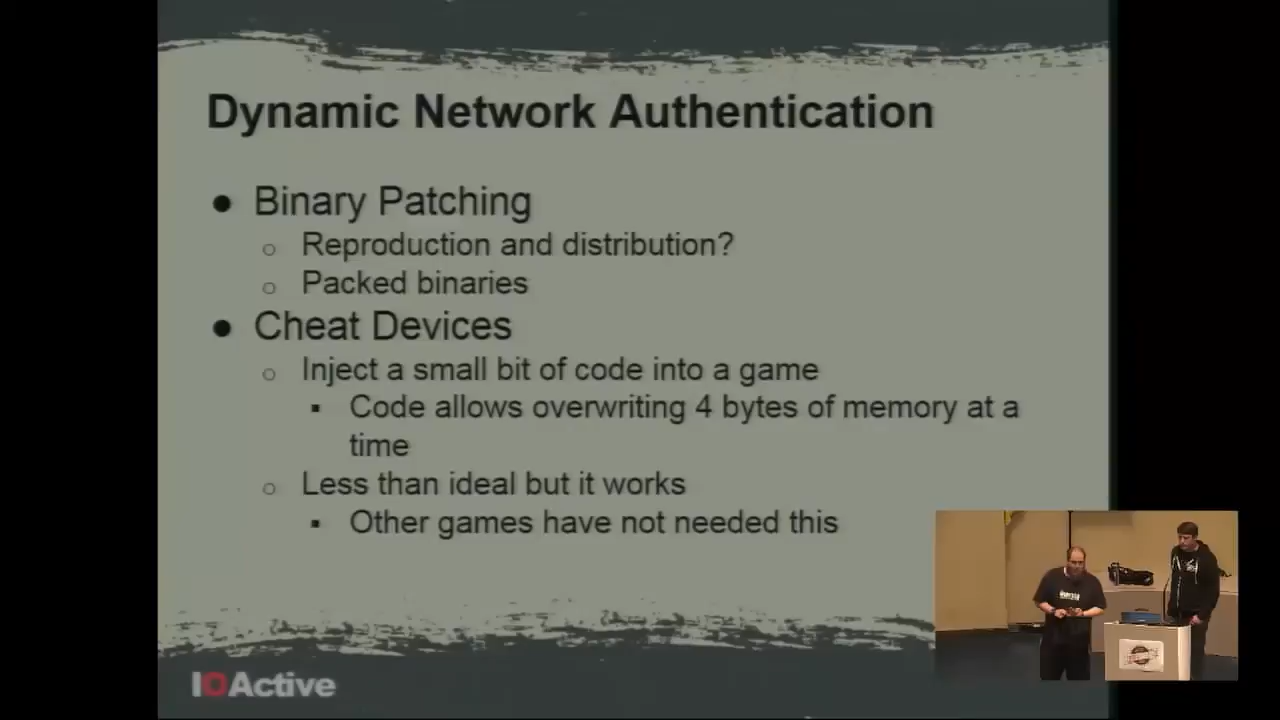 Dynamic Network Authentication
● Binary Patching
○ Reproduction and distribution?
○ Packed binaries
● Cheat Devices
○ Inject a small bit of code into a game
▪ Code allows overwriting 4 bytes of memory at a
time
○ Less than ideal but it works
▪ Other games have not needed this
IOActive